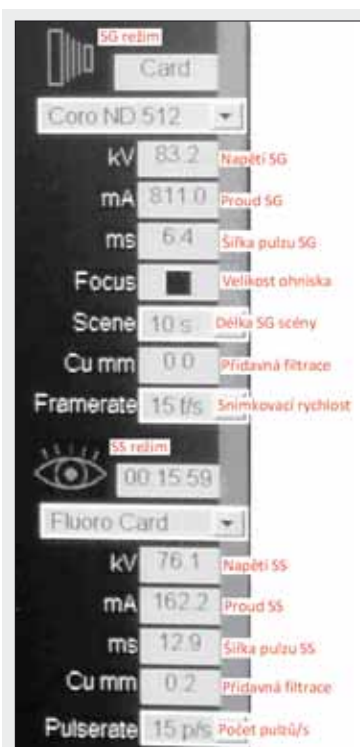 SG režim
Card
Coro ND 512
kV 83.2 Napětí SG
mA 811.0 Proud SG
ms 6.4 Šířka pulzu SG
Focus Velikost ohniska
Scene 10 s Délka SG scény
Cu mm 0.0 Přídavná filtrace
Framerate 15 f/s Snímkovací rychlost
SS režim
00:15:59
Fluoro Card
kV 76.1 Napětí SS
mA 162.2 Proud SS
ms 12.9 Šířka pulzu SS
Cu mm 0.2 Přídavná filtrace
Pulserate 15 p/s Počet pulzů/s